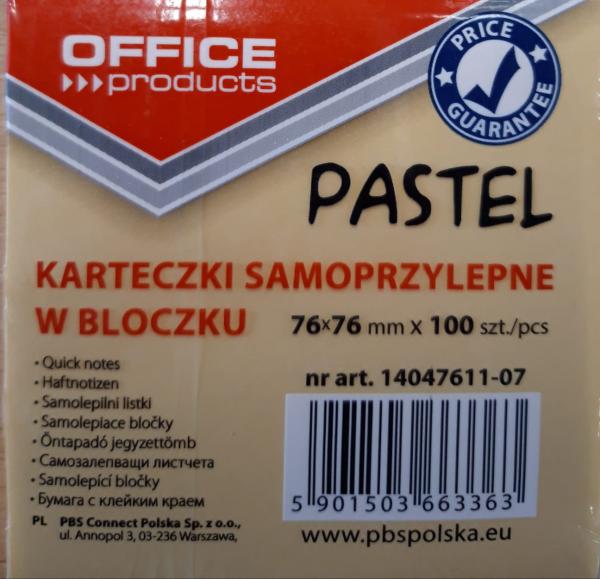 OFFICE
products
PRICE
GUARANTEE
PASTEL
KARTECZKI SAMOPRZYLEPNE
W BLOCZKU 76x76 mm x 100 szt./pcs
• Quick notes
• Haftnotizen
• Samolepilni listki
• Samolepiace bločky
• Öntapadó jegyzettömb
• Самозалепващи листчета
• Samolepící bločky
• Бумага с клейким краем
nr art. 14047611-07
5 901503 663363
PL PBS Connect Polska Sp. z o.o.,
ul. Annopol 3, 03-236 Warszawa,
www.pbspolska.eu